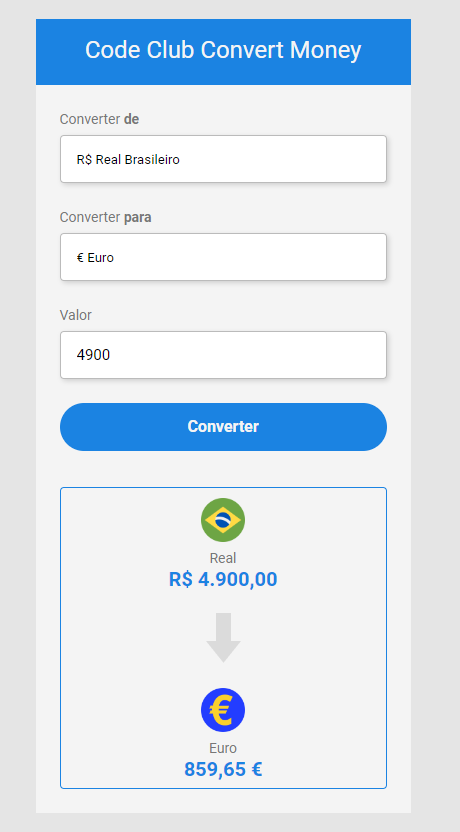 Code Club Convert Money
Converter de
R$ Real Brasileiro
Converter para
€ Euro
Valor
4900
Converter
Real
R$ 4.900,00
€
Euro
859,65 €